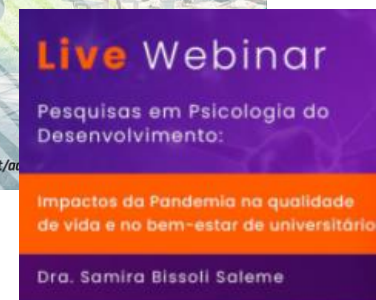 Live Webinar
Pesquisas em Psicologia do
Desenvolvimento:
Impactos da Pandemia na qualidade
de vida e no bem-estar de universitário
Dra. Samira Bissoli Saleme